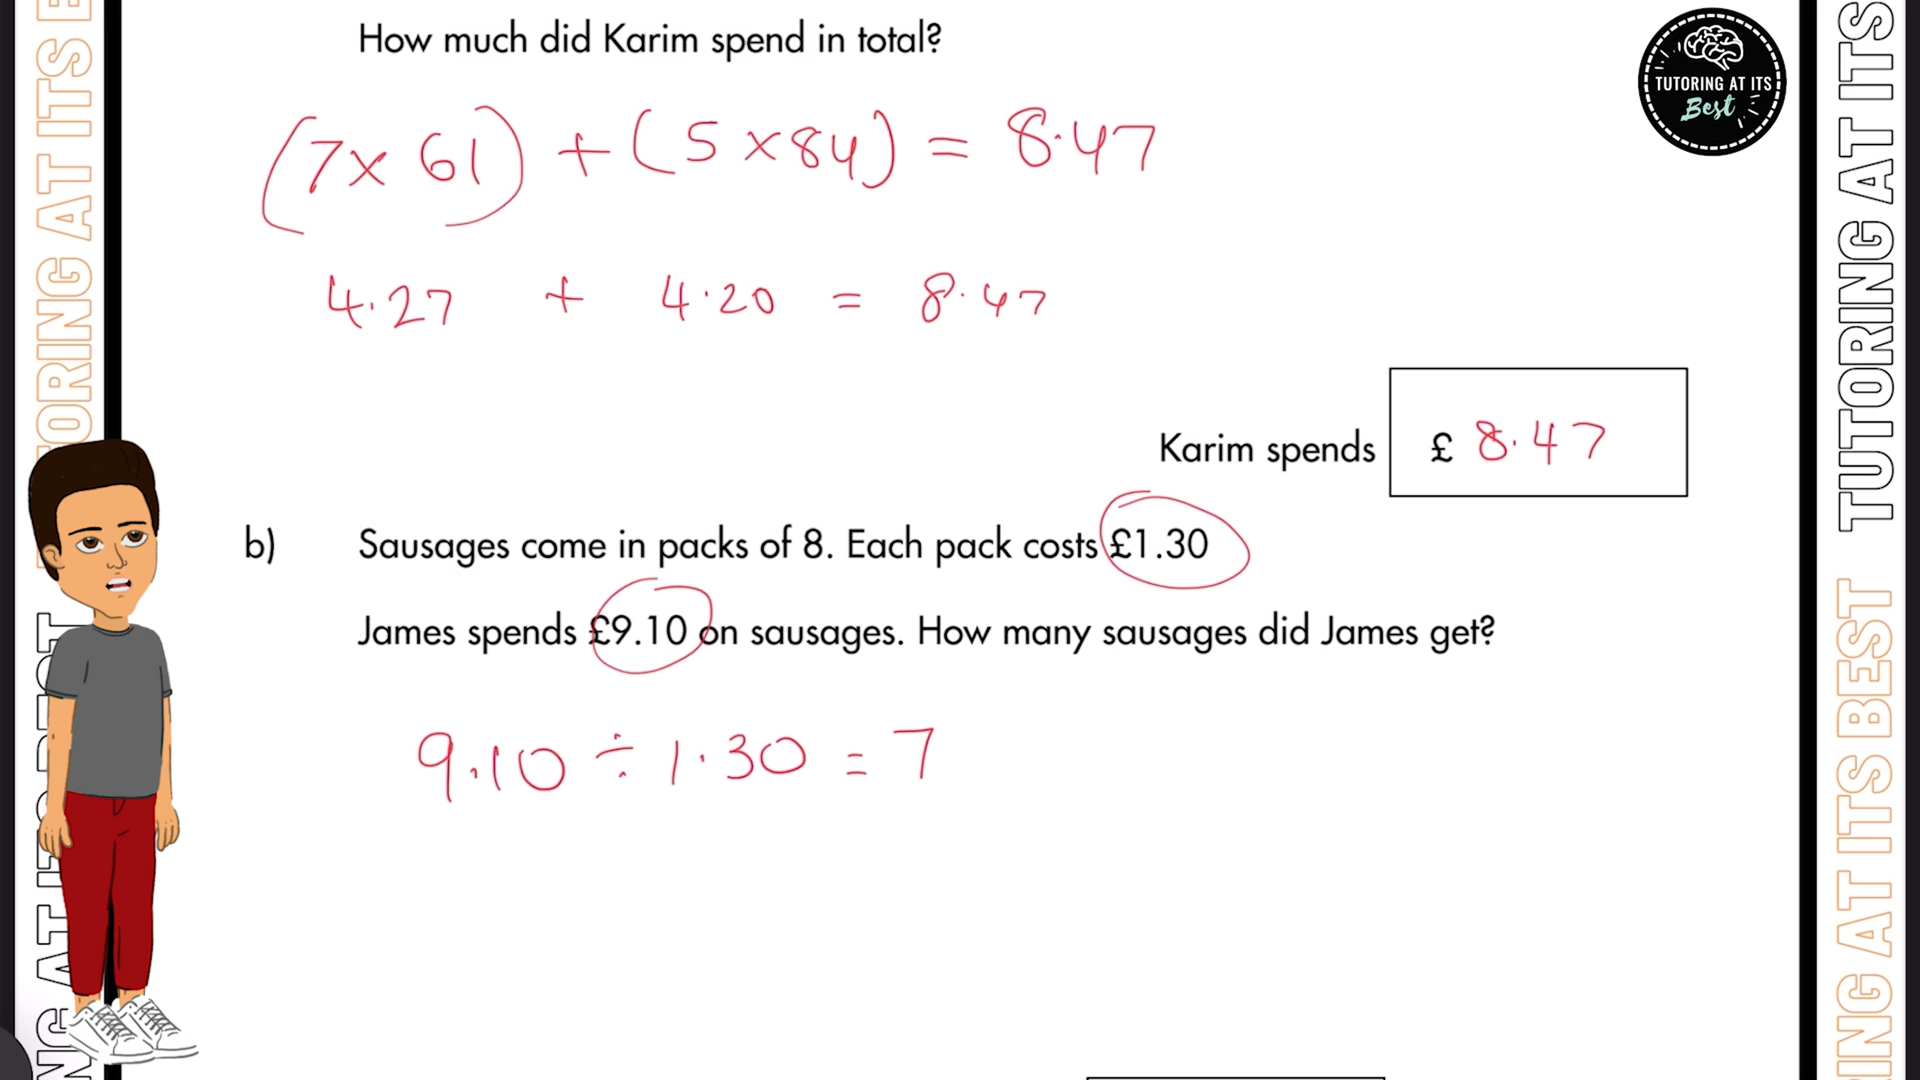 How much did Karim spend in total?
TUTORING AT ITS
Best
(7 x 61) + (5 x 84) = 8.47
4.27 + 4.20 = 8.47
Karim spends £ 8.47
b) Sausages come in packs of 8. Each pack costs £1.30
James spends £9.10 on sausages. How many sausages did James get?
9.10 ÷ 1.30 = 7
TUTORING AT ITS
TUTORING AT ITS BEST